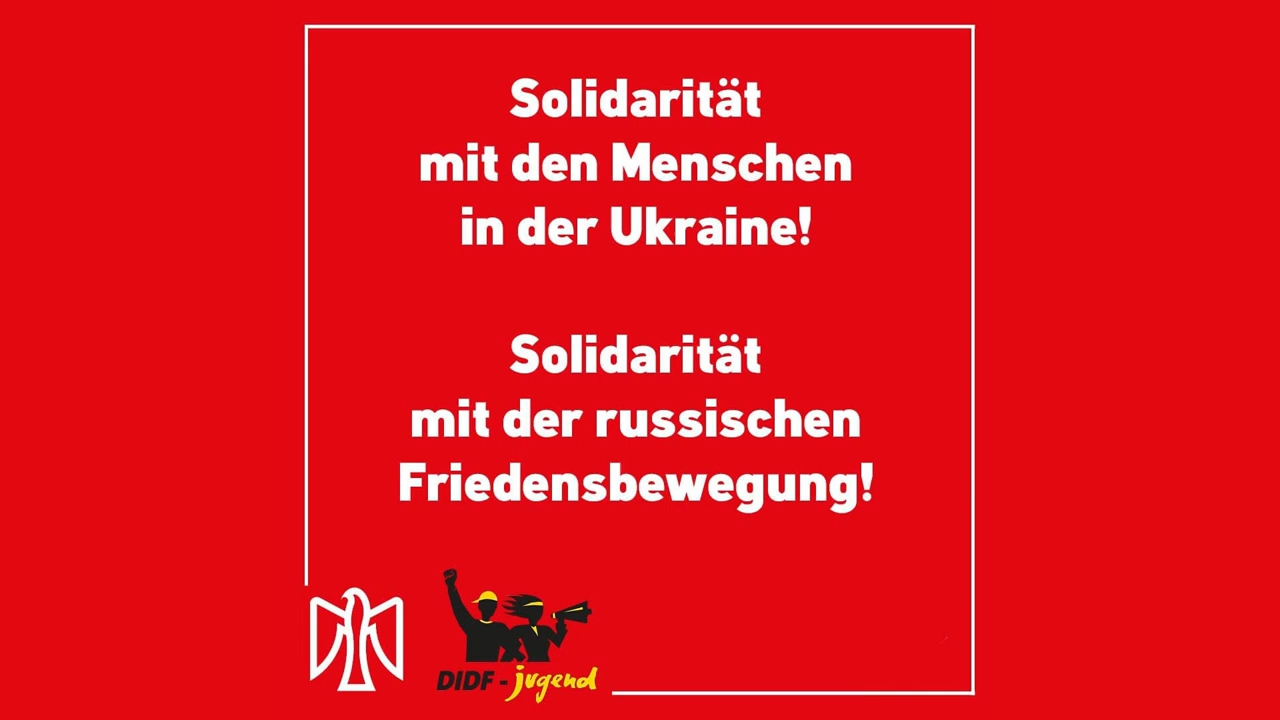 Solidarität
mit den Menschen
in der Ukraine!
Solidarität
mit der russischen
Friedensbewegung!
DIDF - jugend